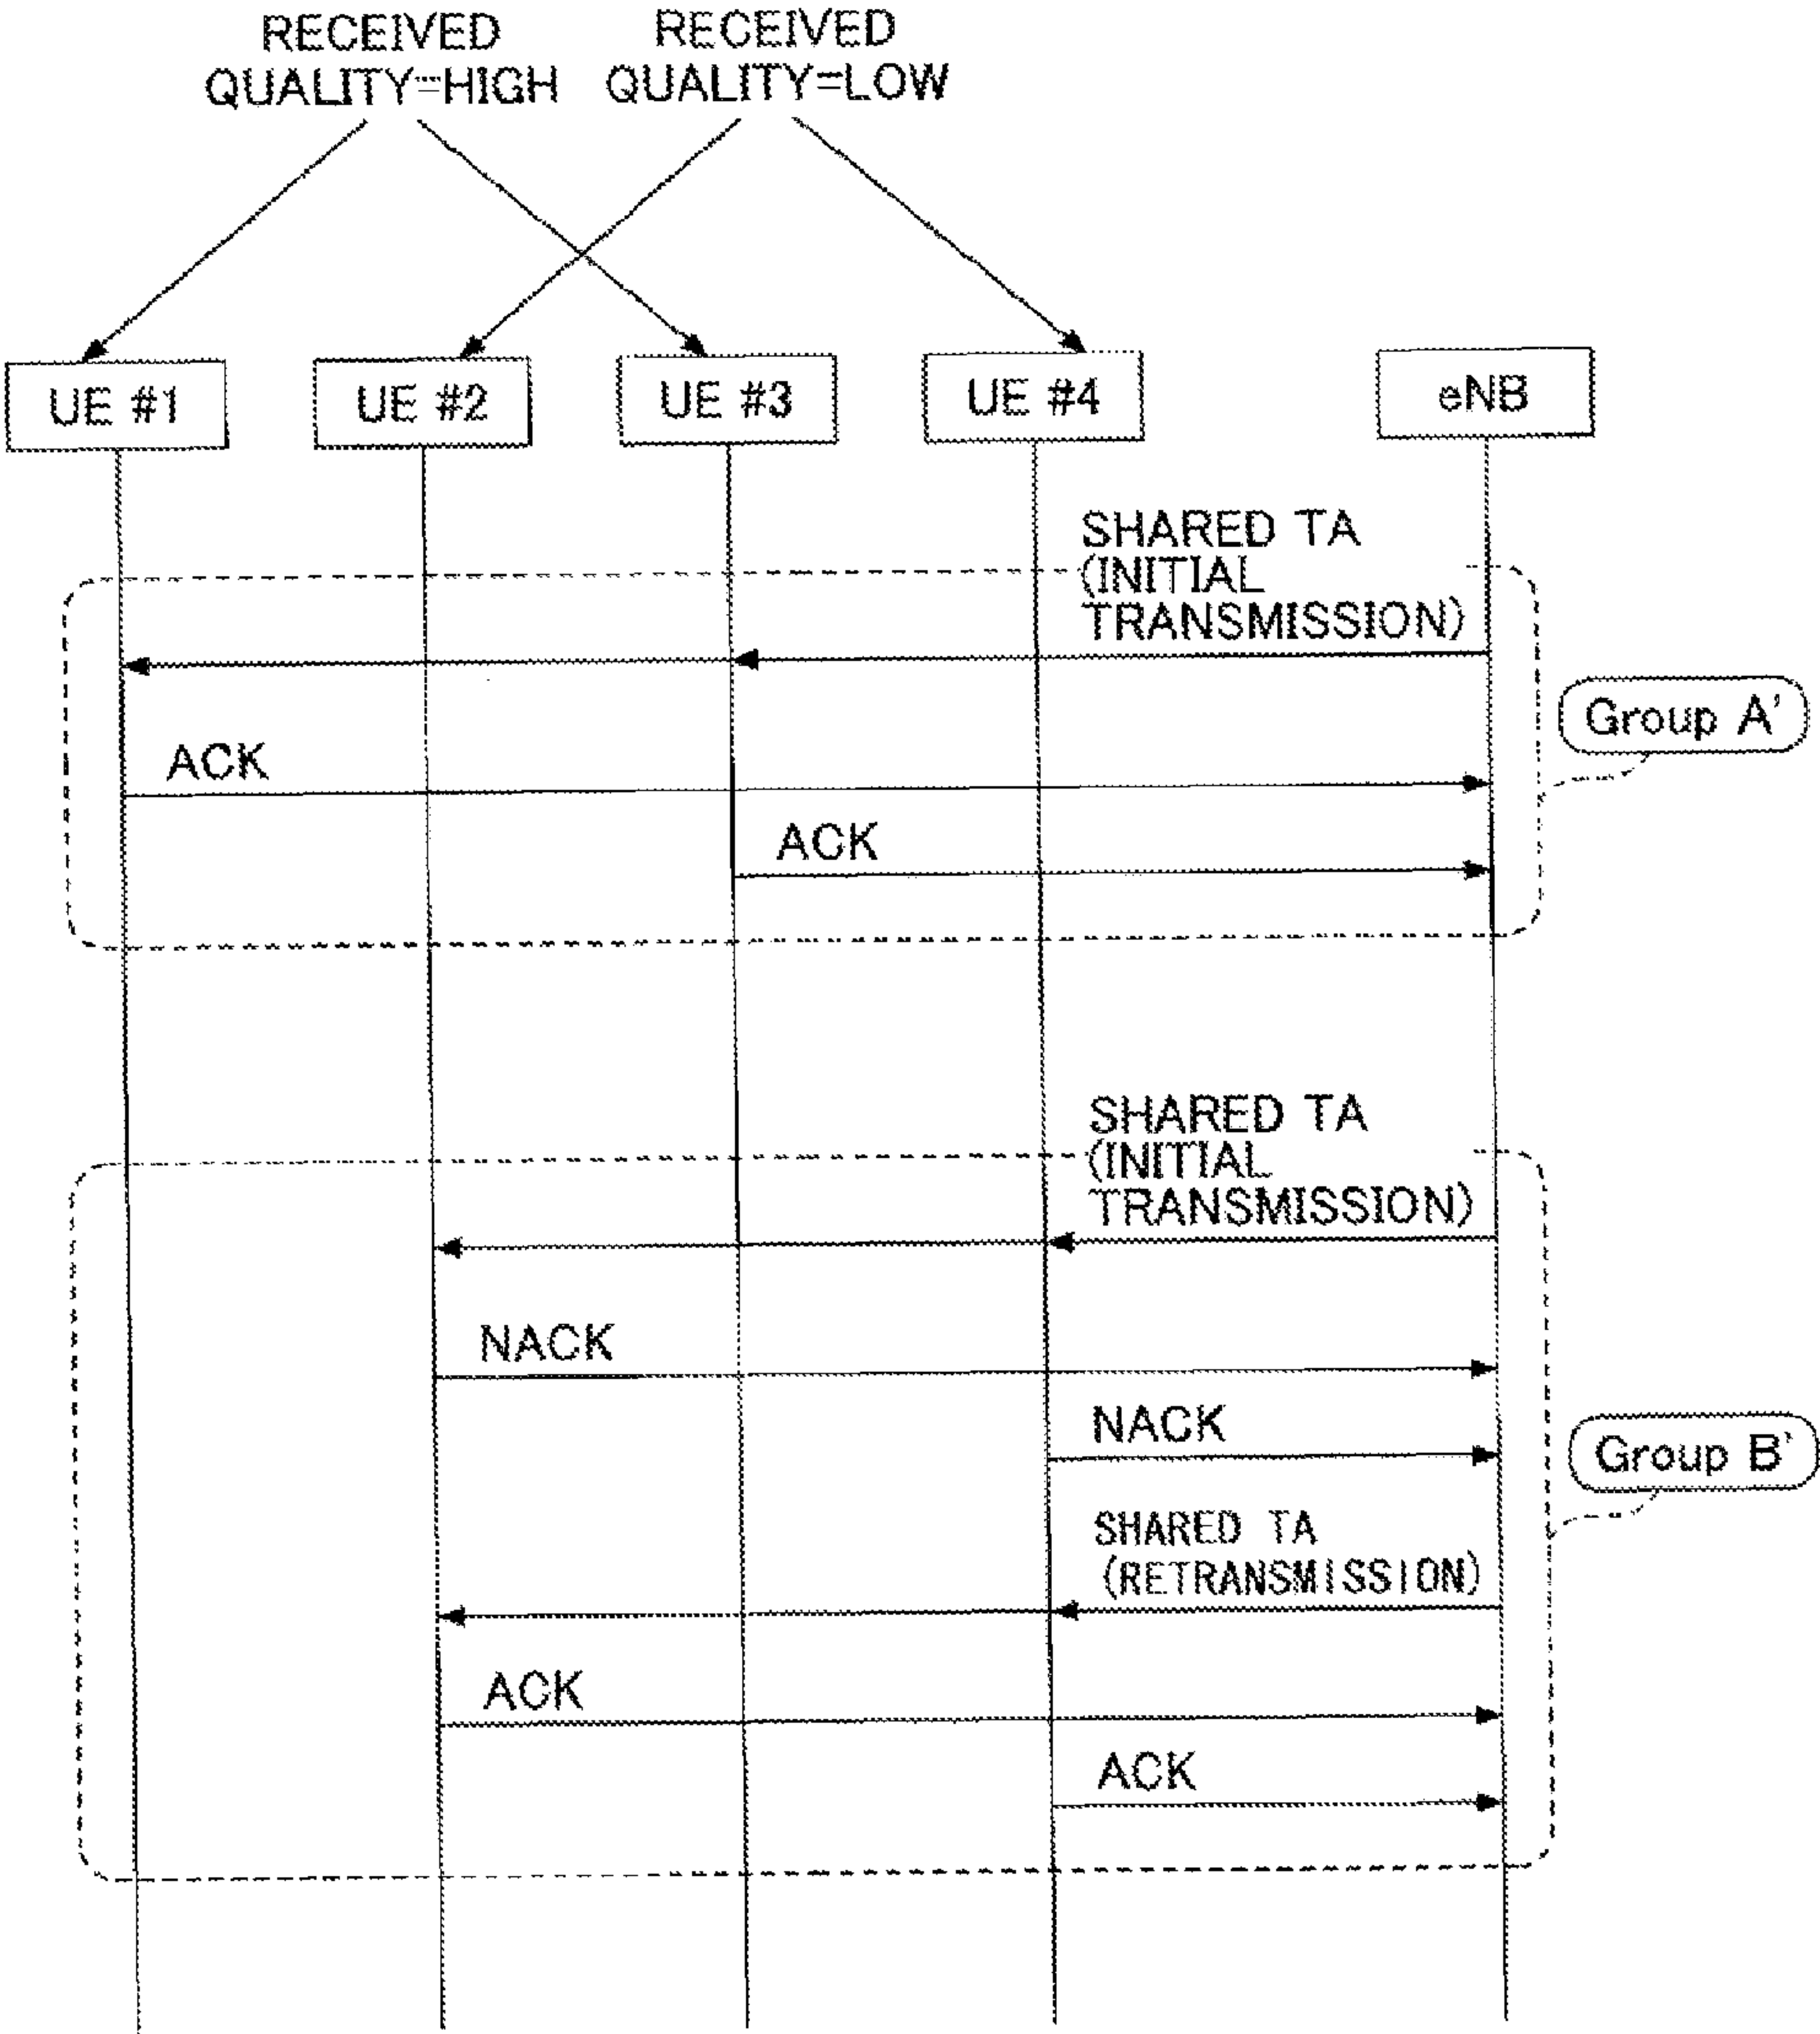 RECEIVED
QUALITY=HIGH
RECEIVED
QUALITY=LOW
UE #1
UE #2
UE #3
UE #4
eNB
SHARED TA
(INITIAL
TRANSMISSION)
Group A'
ACK
ACK
SHARED TA
(INITIAL
TRANSMISSION)
NACK
NACK
Group B'
SHARED TA
(RETRANSMISSION)
ACK
ACK